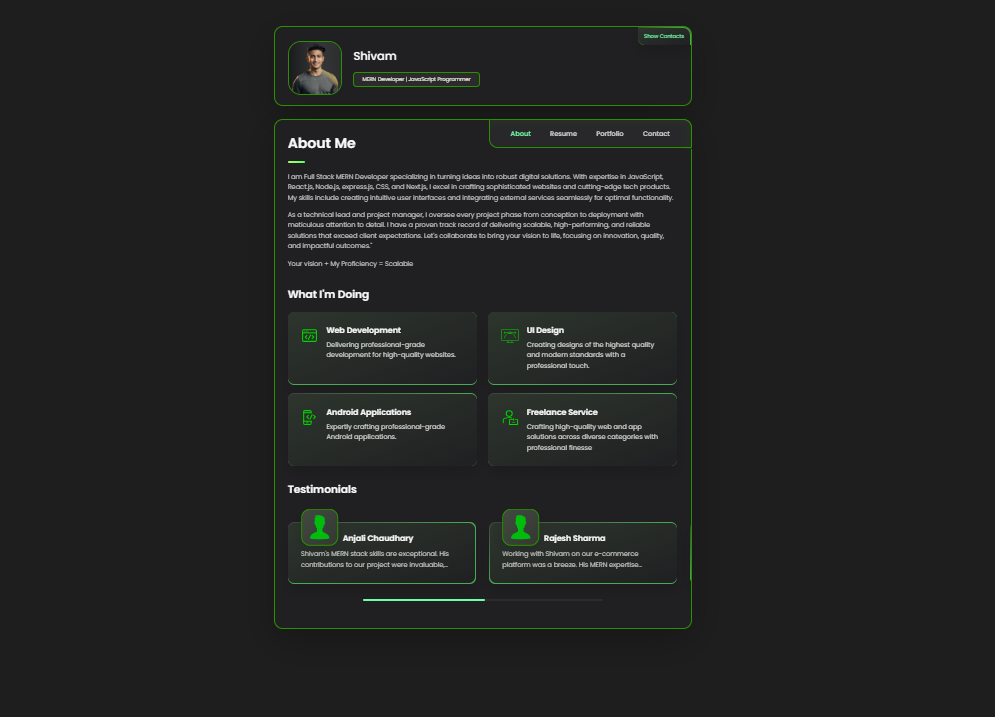 Show Contacts
Shivam
MERN Developer | JavaScript Programmer
About
Resume
Portfolio
Contact
About Me
I am Full Stack MERN Developer specializing in turning ideas into robust digital solutions. With expertise in JavaScript,
React.js, Node.js, express.js, CSS, and Next.js, I excel in crafting sophisticated websites and cutting-edge tech products.
My skills include creating intuitive user interfaces and integrating external services seamlessly for optimal functionality.
As a technical lead and project manager, I oversee every project phase from conception to deployment with
meticulous attention to detail. I have a proven track record of delivering scalable, high-performing, and reliable
solutions that exceed client expectations. Let's collaborate to bring your vision to life, focusing on innovation, quality,
and impactful outcomes."
Your vision + My Proficiency = Scalable
What I'm Doing
Web Development
Delivering professional-grade
development for high-quality websites.
UI Design
Creating designs of the highest quality
and modern standards with a
professional touch.
Android Applications
Expertly crafting professional-grade
Android applications.
Freelance Service
Crafting high-quality web and app
solutions across diverse categories with
professional finesse
Testimonials
Anjali Chaudhary
Shivam's MERN stack skills are exceptional. His
contributions to our project were invaluable,...
Rajesh Sharma
Working with Shivam on our e-commerce
platform was a breeze. His MERN expertise...